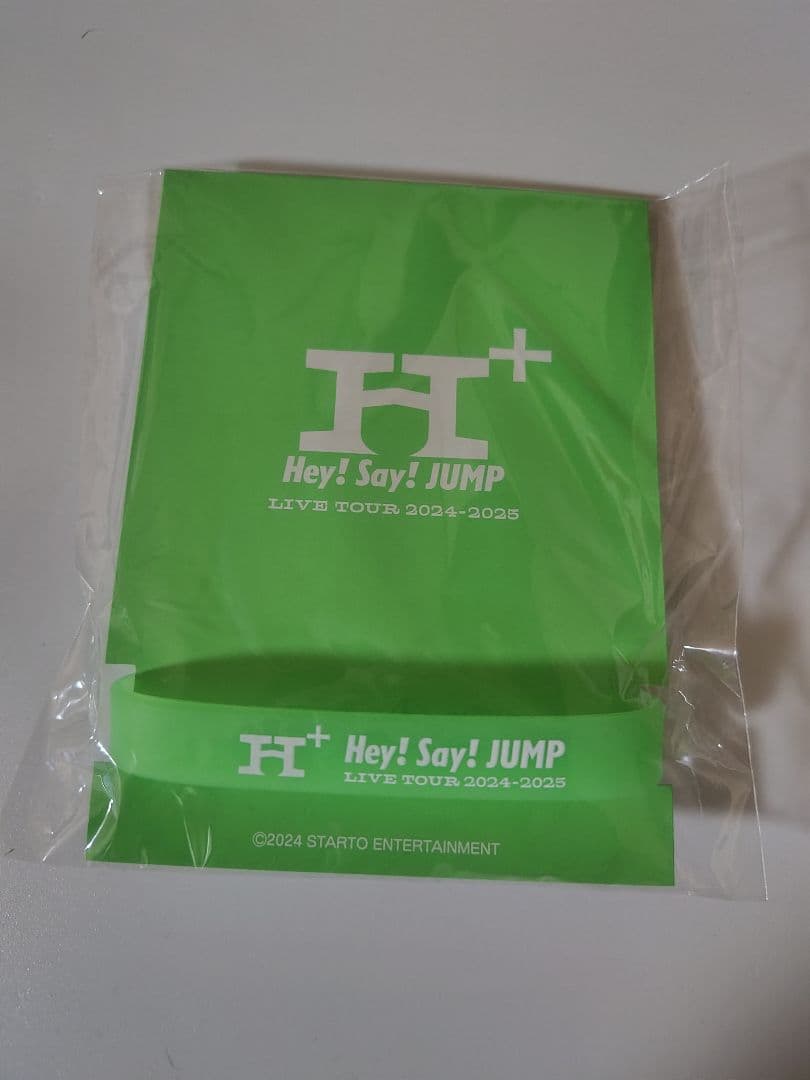 H+
Hey! Say! JUMP
LIVE TOUR 2024-2025
H+ Hey! Say! JUMP
LIVE TOUR 2024-2025
©2024 STARTO ENTERTAINMENT